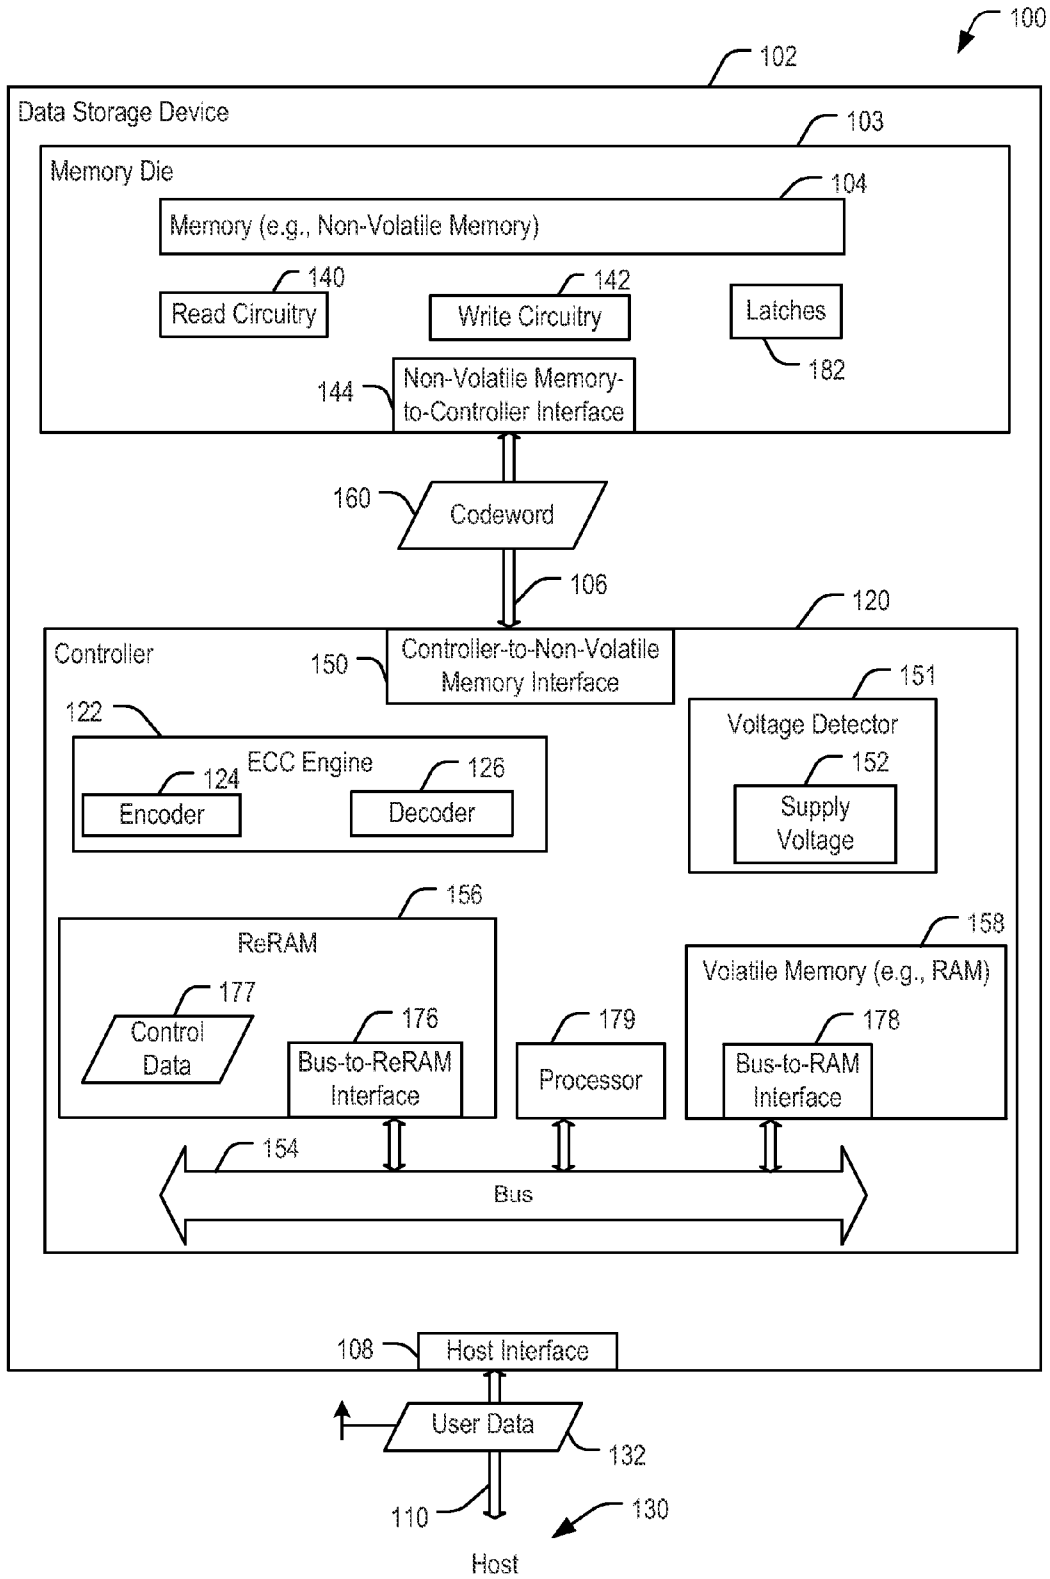 100
102
Data Storage Device
103
Memory Die
104
Memory (e.g., Non-Volatile Memory)
140
Read Circuitry
142
Write Circuitry
Latches
182
144
Non-Volatile Memory-
to-Controller Interface
160
Codeword
106
120
Controller
150
Controller-to-Non-Volatile
Memory Interface
151
Voltage Detector
152
Supply
Voltage
122
ECC Engine
124
Encoder
126
Decoder
156
ReRAM
177
Control
Data
176
Bus-to-ReRAM
Interface
179
Processor
158
Volatile Memory (e.g., RAM)
178
Bus-to-RAM
Interface
154
Bus
108
Host Interface
User Data
132
110
130
Host